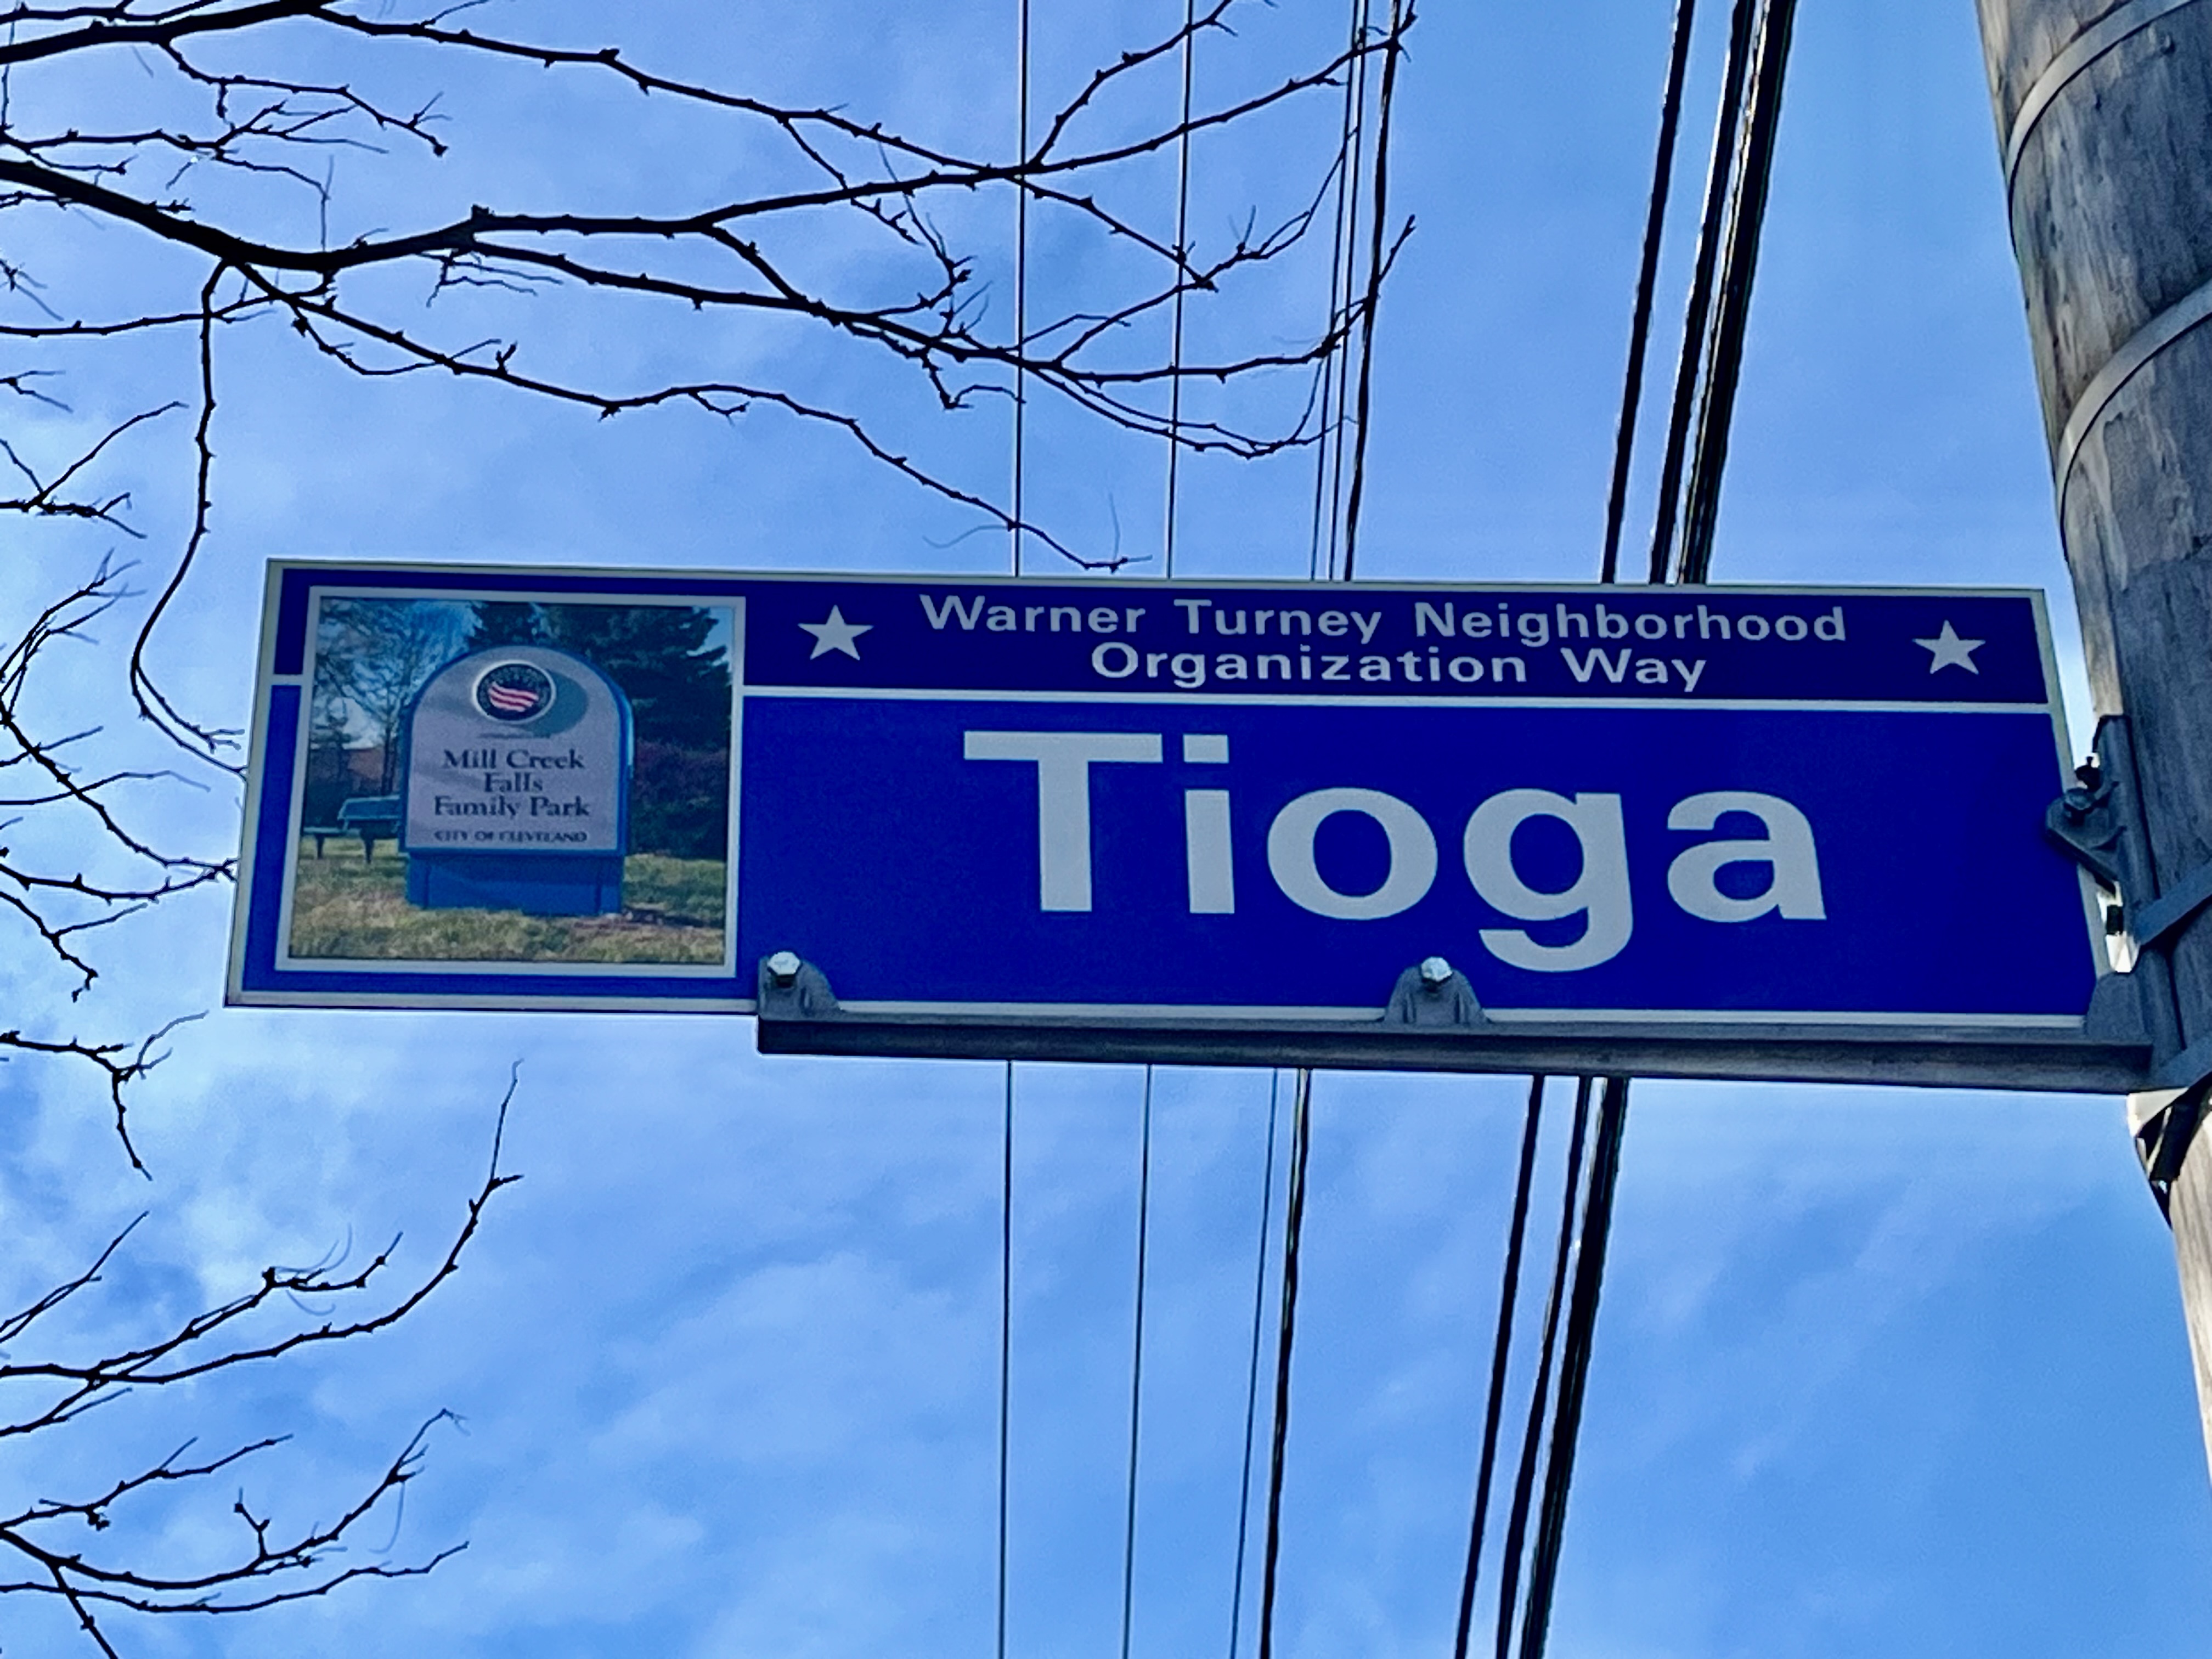 Warner Turney Neighborhood
Organization Way
Tioga
Mill Creek
Falls
Family Park
CITY OF CLEVELAND